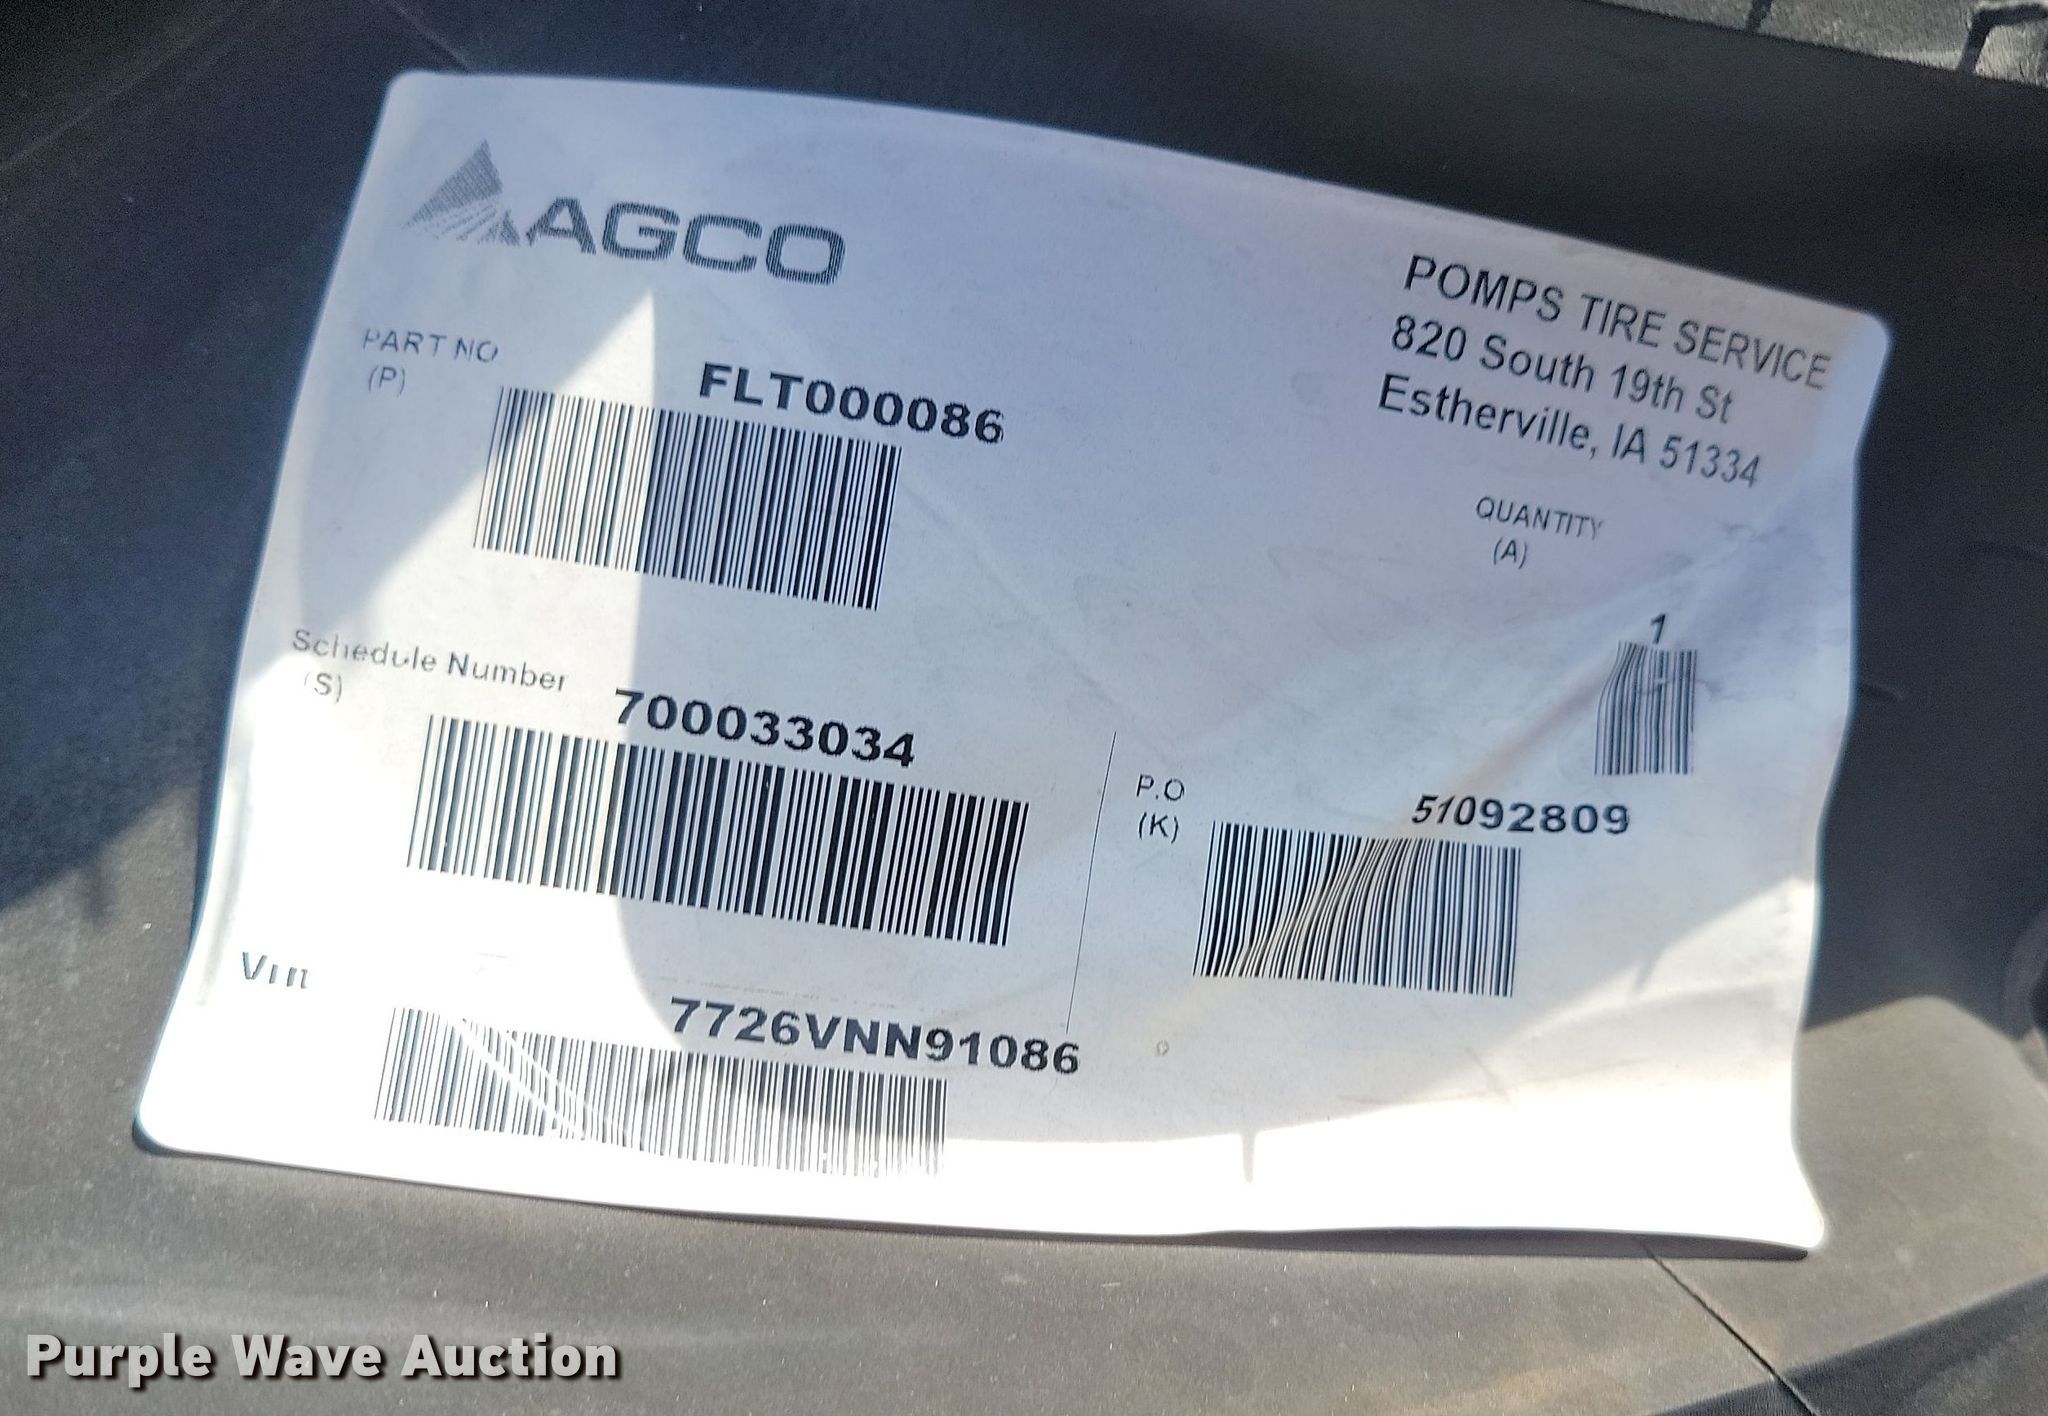 AGCO
POMPS TIRE SERVICE
820 South 19th St
Estherville, IA 51334
PART NO
(P)
FLT000086
QUANTITY
(A)
1
Schedule Number
(S)
700033034
P.O
(K)
51092809
Vin
7726VNN91086
Purple Wave Auction